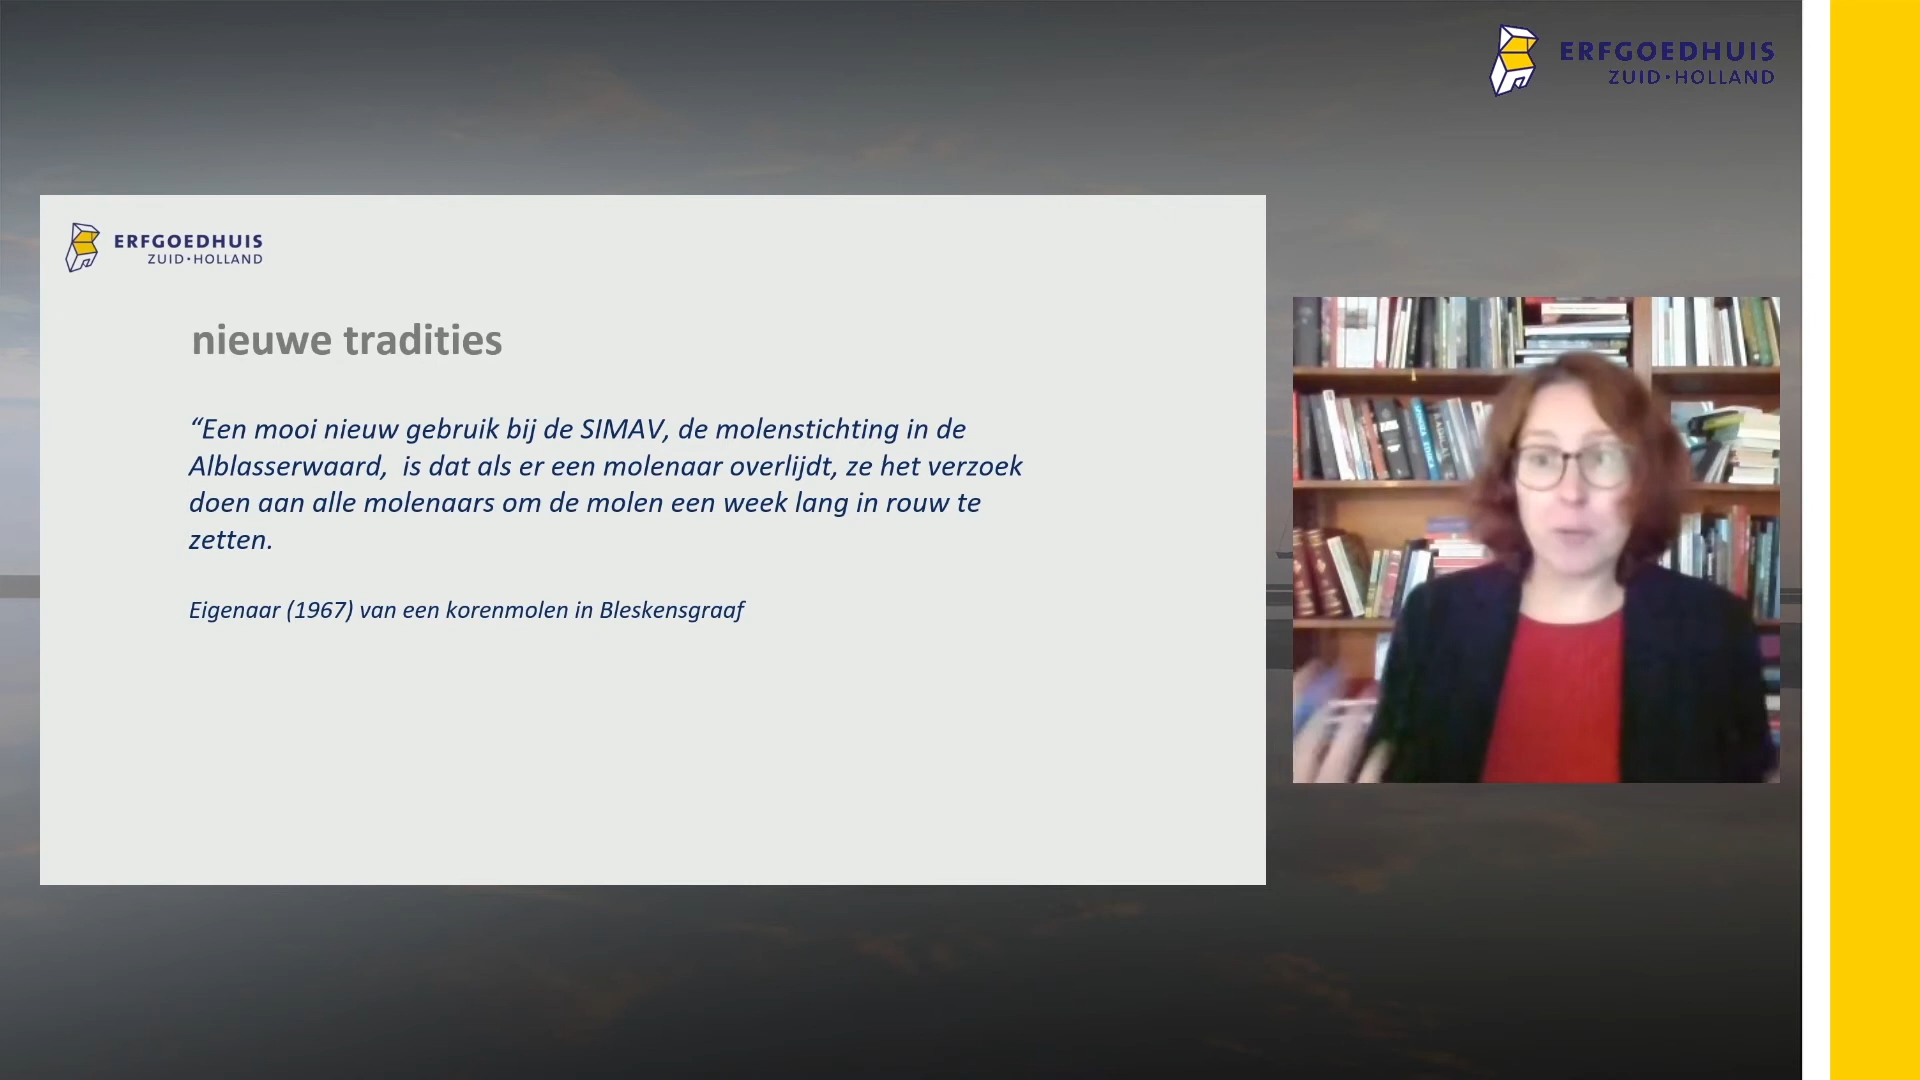 ERFGOEDHUIS
ZUID•HOLLAND
ERFGOEDHUIS
ZUID•HOLLAND
nieuwe tradities
“Een mooi nieuw gebruik bij de SIMAV, de molenstichting in de
Alblasserwaard,  is dat als er een molenaar overlijdt, ze het verzoek
doen aan alle molenaars om de molen een week lang in rouw te
zetten.
Eigenaar (1967) van een korenmolen in Bleskensgraaf